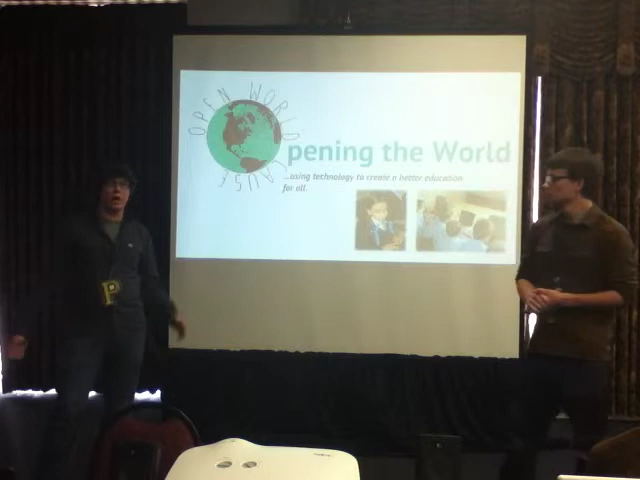 OPEN WORLD
CAUSE
pening the World
...using technology to create a better education
for all.
P